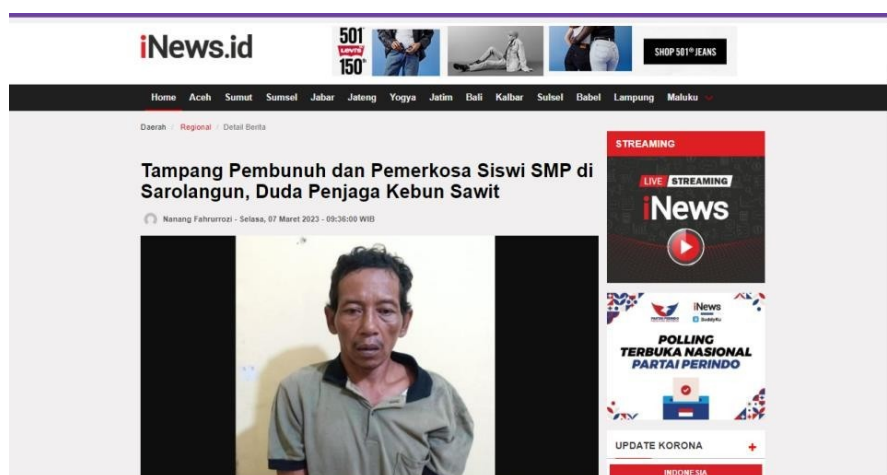 iNews.id
501®
Levi's
150®
SHOP 501® JEANS
Home Aceh Sumut Sumsel Jabar Jateng Yogya Jatim Bali Kalbar Sulsel Babel Lampung Maluku
Daerah / Regional / Detail Berita
Tampang Pembunuh dan Pemerkosa Siswi SMP di
Sarolangun, Duda Penjaga Kebun Sawit
Nanang Fahrurrozi - Selasa, 07 Maret 2023 - 09:36:00 WIB
STREAMING
LIVE STREAMING
iNews
iNews
PARTAI PERINDO
POLLING
TERBUKA NASIONAL
PARTAI PERINDO
UPDATE KORONA +
INDONESIA